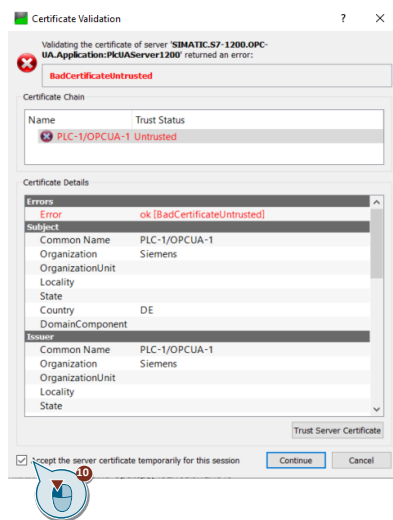 Certificate Validation
Validating the certificate of server 'SIMATIC.S7-1200.OPC-
UA.Application:PlcUAServer1200' returned an error:
BadCertificateUntrusted
Certificate Chain
Name Trust Status
PLC-1/OPCUA-1 Untrusted
Certificate Details
Errors
Error ok [BadCertificateUntrusted]
Subject
Common Name PLC-1/OPCUA-1
Organization Siemens
OrganizationUnit
Locality
State
Country DE
DomainComponent
Issuer
Common Name PLC-1/OPCUA-1
Organization Siemens
OrganizationUnit
Locality
State
Trust Server Certificate
Accept the server certificate temporarily for this session Continue Cancel
10